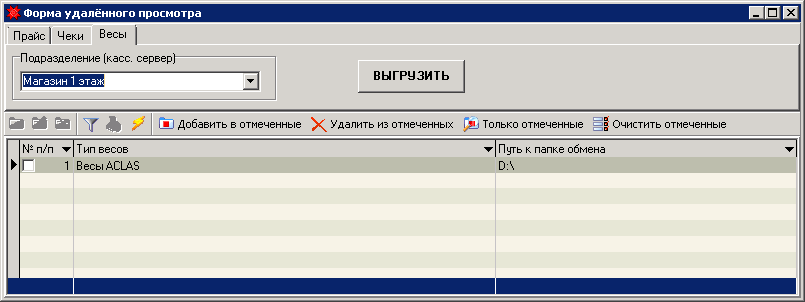 Форма удалённого просмотра
Прайс Чеки Весы
Подразделение (касс. сервер)
Магазин 1 этаж
ВЫГРУЗИТЬ
Добавить в отмеченные Удалить из отмеченных Только отмеченные Очистить отмеченные
№ п/п Тип весов Путь к папке обмена
1 Весы ACLAS D:\